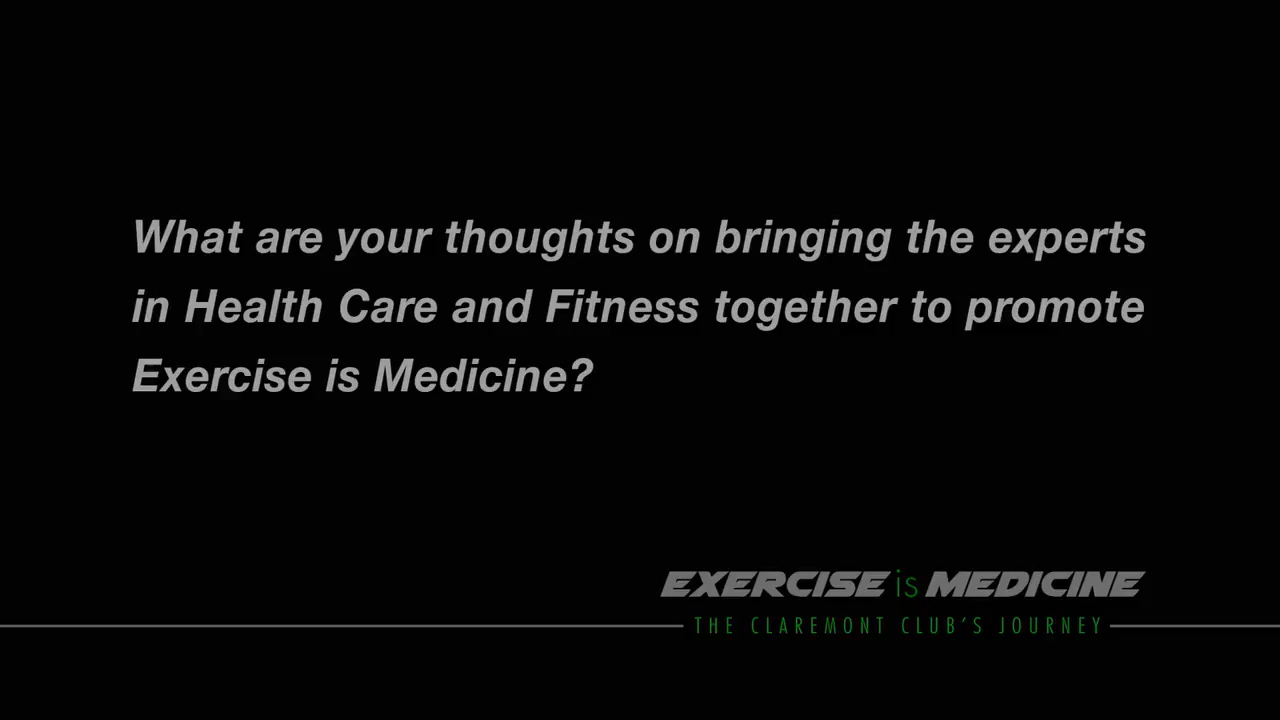 What are your thoughts on bringing the experts
in Health Care and Fitness together to promote
Exercise is Medicine?
EXERCISE is MEDICINE
THE CLAREMONT CLUB'S JOURNEY